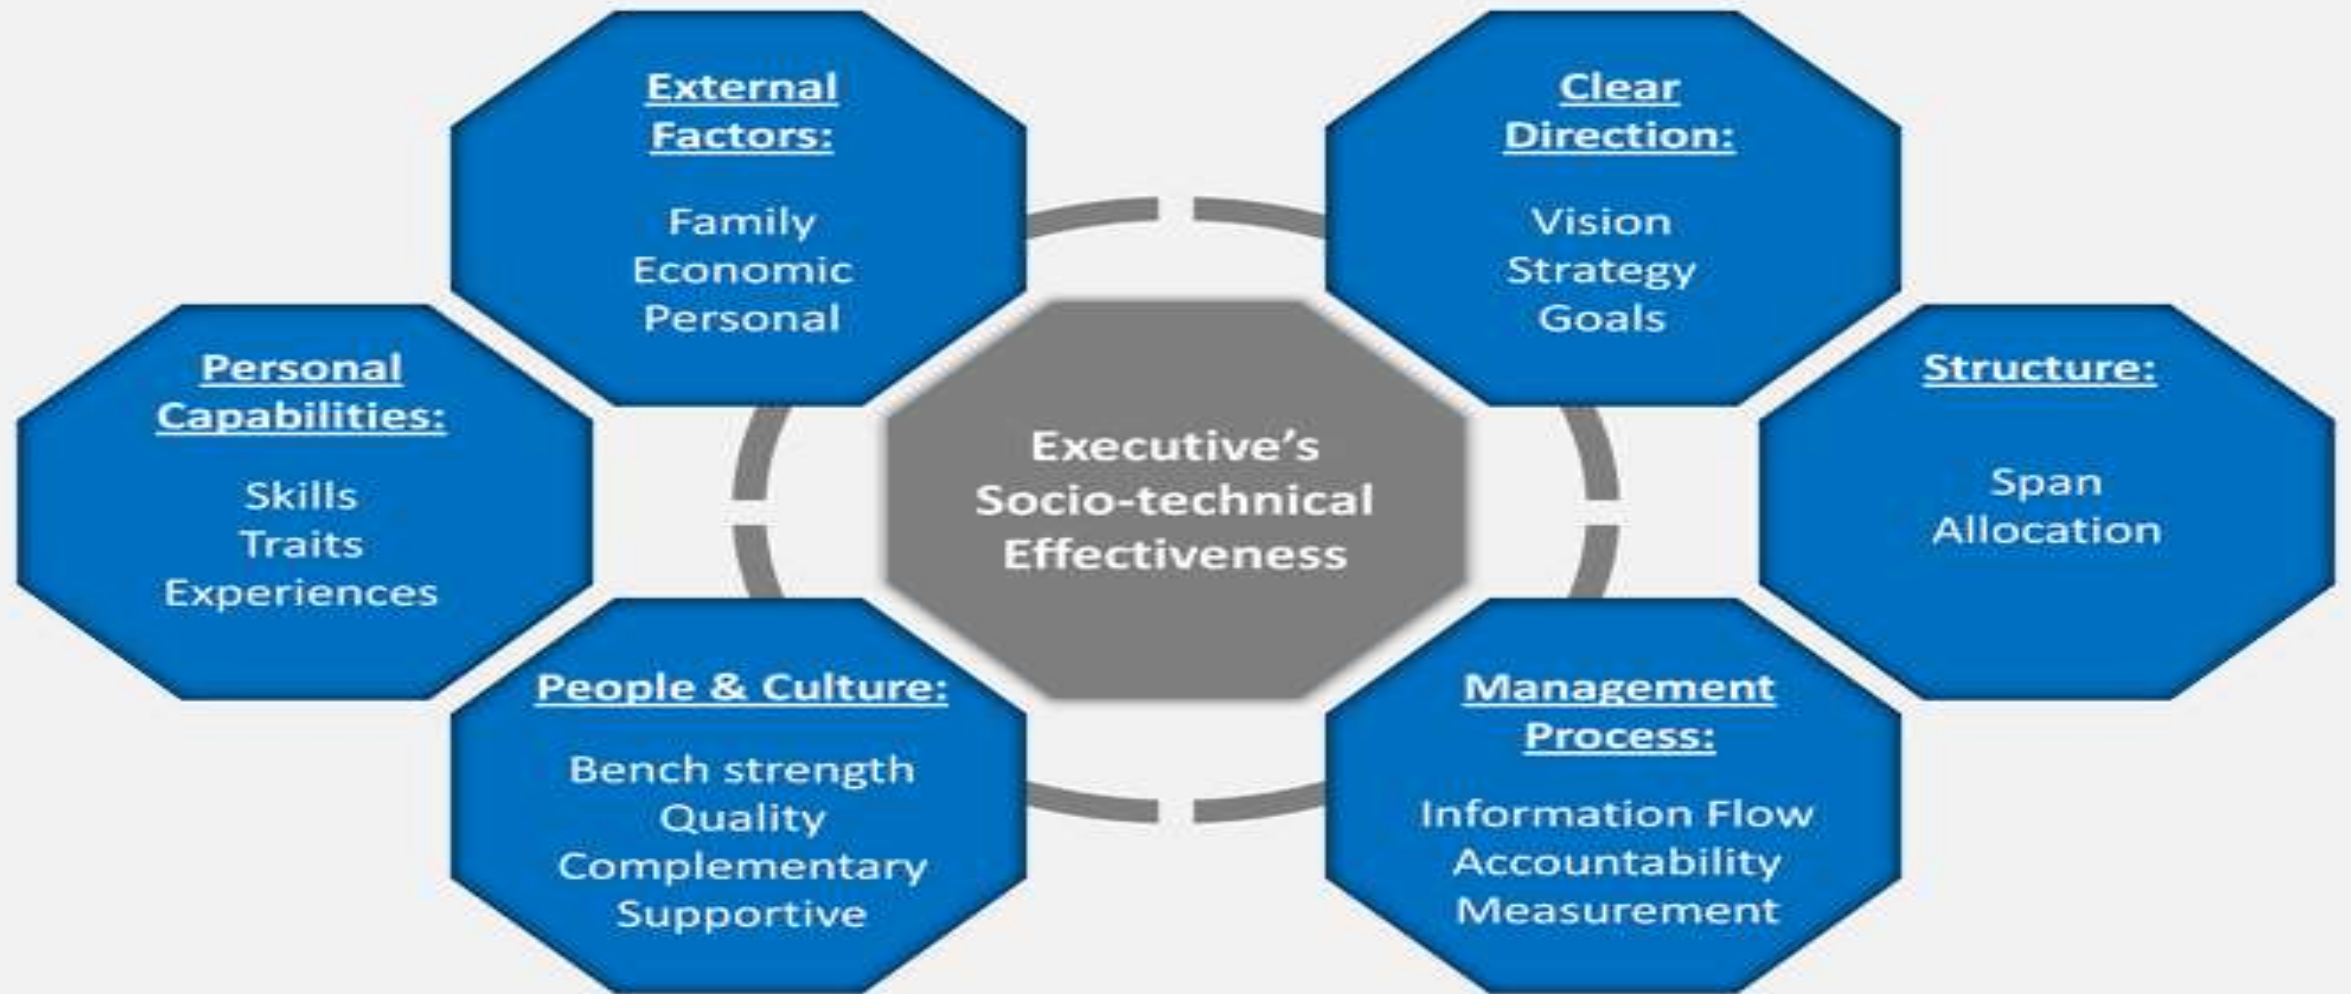 External
Factors:
Family
Economic
Personal
Clear
Direction:
Vision
Strategy
Goals
Personal
Capabilities:
Skills
Traits
Experiences
Executive’s
Socio-technical
Effectiveness
Structure:
Span
Allocation
People & Culture:
Bench strength
Quality
Complementary
Supportive
Management
Process:
Information Flow
Accountability
Measurement